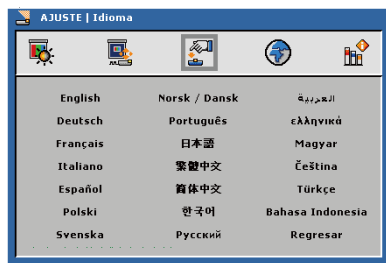 AJUSTE | Idioma
English Norsk / Dansk العربية
Deutsch Português ελληνικά
Français 日本語 Magyar
Italiano 繁體中文 Čeština
Español 简体中文 Türkçe
Polski 한국어 Bahasa Indonesia
Svenska Русский Regresar